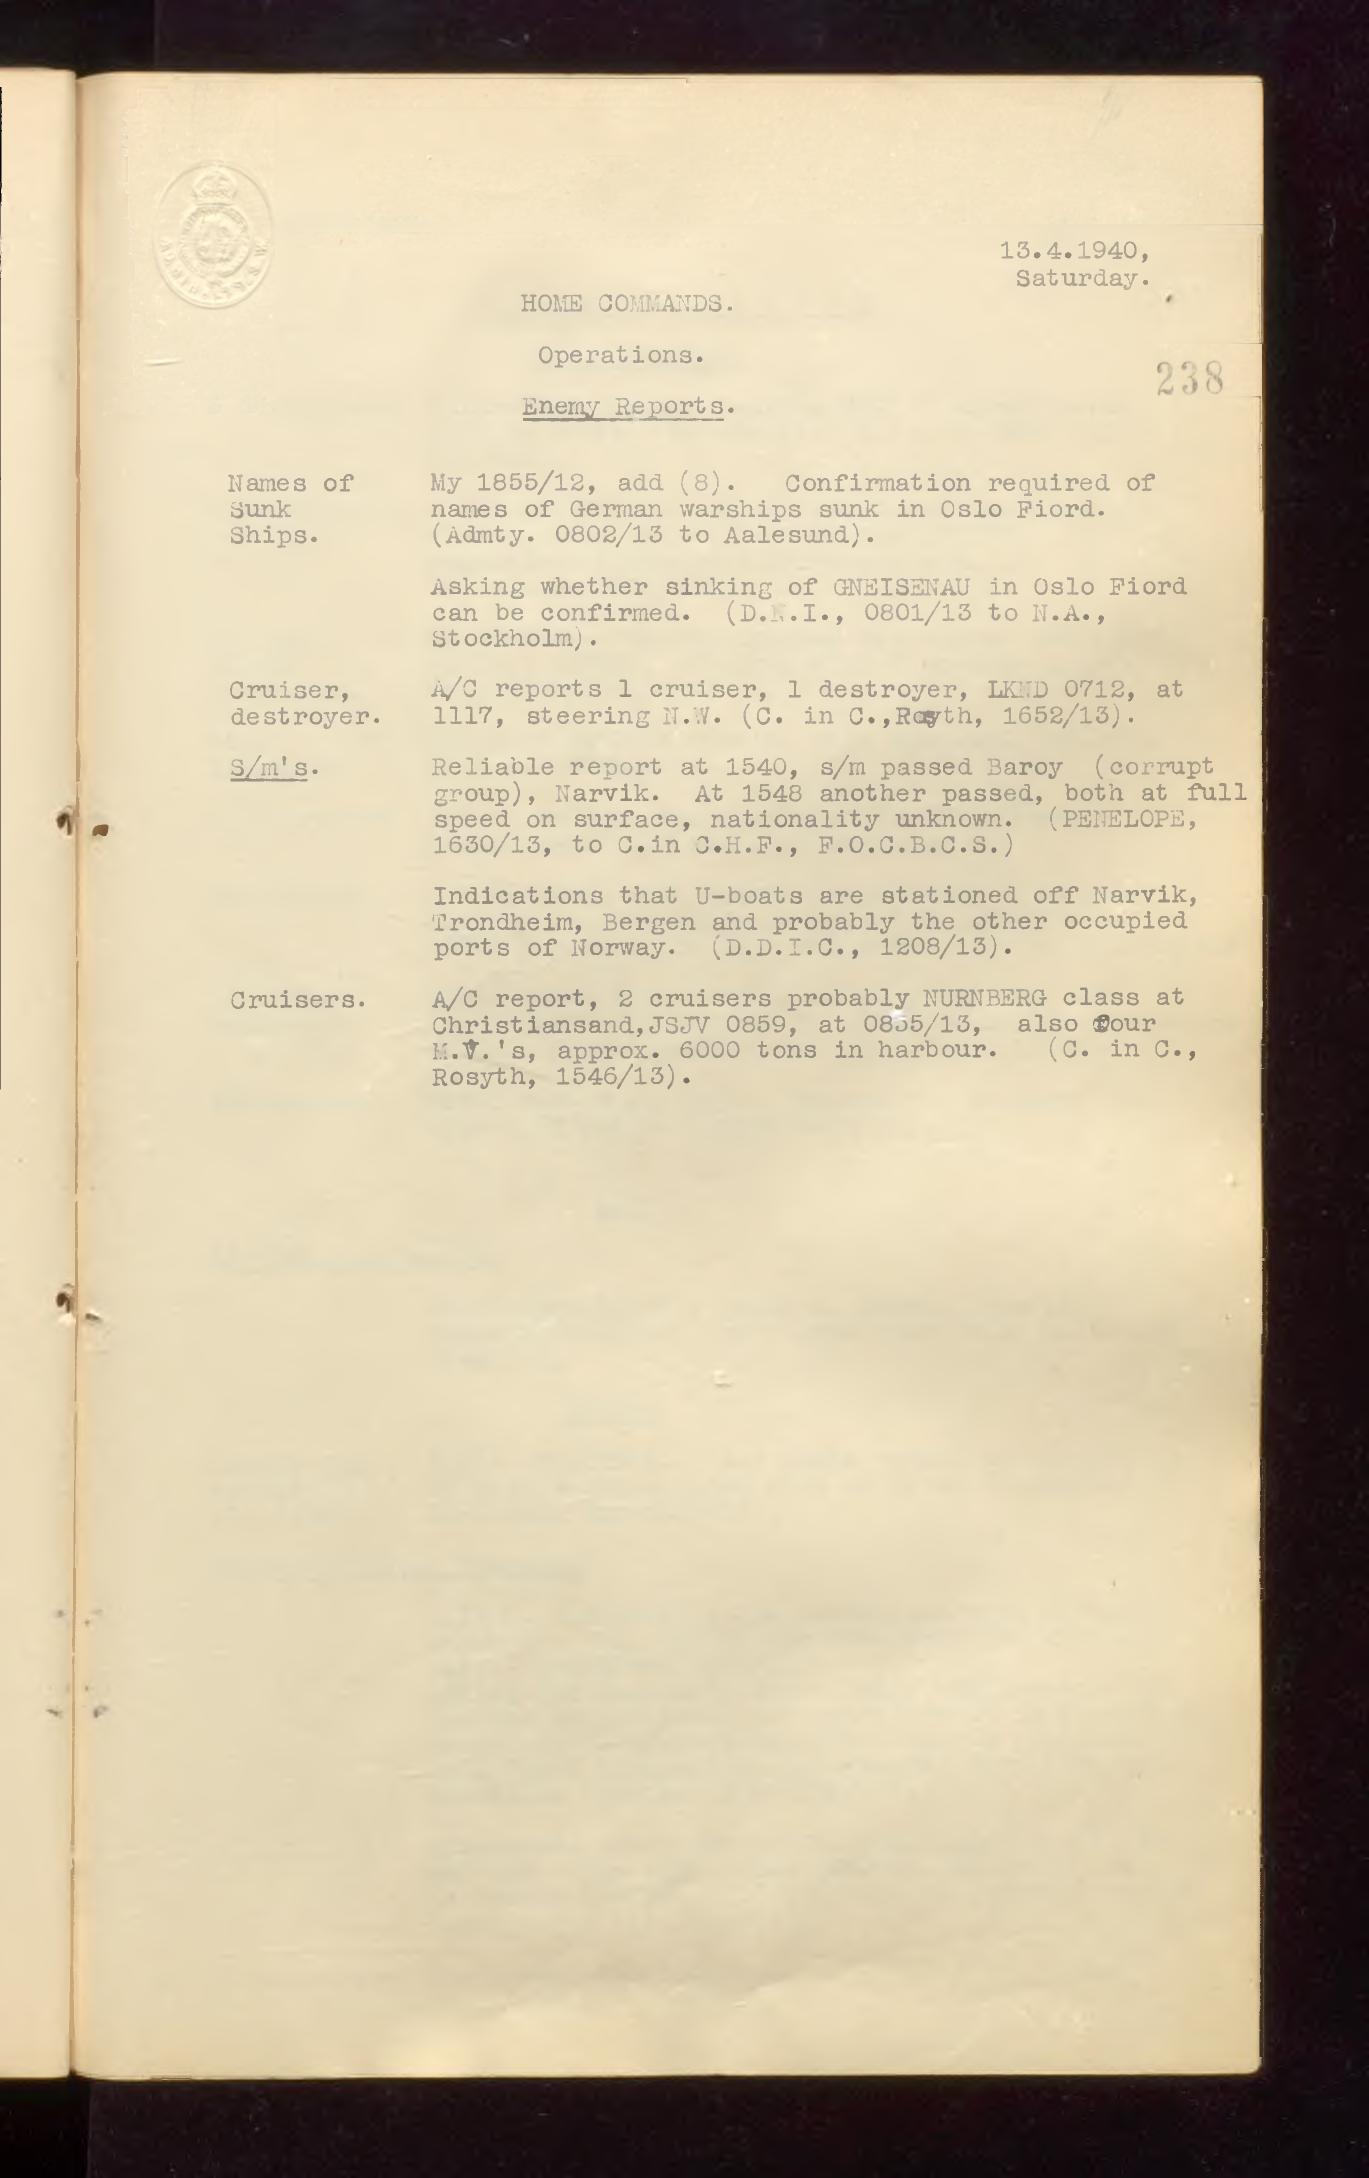 13.4.1940,
Saturday.
HOME COMMANDS.
Operations.
238
Enemy Reports.
Names of Sunk Ships.
My 1855/12, add (8). Confirmation required of
names of German warships sunk in Oslo Fiord.
(Admty. 0802/13 to Aalesund).
Asking whether sinking of GNEISENAU in Oslo Fiord
can be confirmed. (D.N.I., 0801/13 to N.A.,
Stockholm).
Cruiser, destroyer.
A/C reports 1 cruiser, 1 destroyer, LKND 0712, at
1117, steering N.W. (C. in C.,Rosyth, 1652/13).
S/m's.
Reliable report at 1540, s/m passed Baroy (corrupt
group), Narvik. At 1548 another passed, both at full
speed on surface, nationality unknown. (PENELOPE,
1630/13, to C.in C.H.F., F.O.C.B.C.S.)
Indications that U-boats are stationed off Narvik,
Trondheim, Bergen and probably the other occupied
ports of Norway. (D.D.I.C., 1208/13).
Cruisers.
A/C report, 2 cruisers probably NURNBERG class at
Christiansand,JSJV 0859, at 0835/13, also four
M.V.'s, approx. 6000 tons in harbour. (C. in C.,
Rosyth, 1546/13).